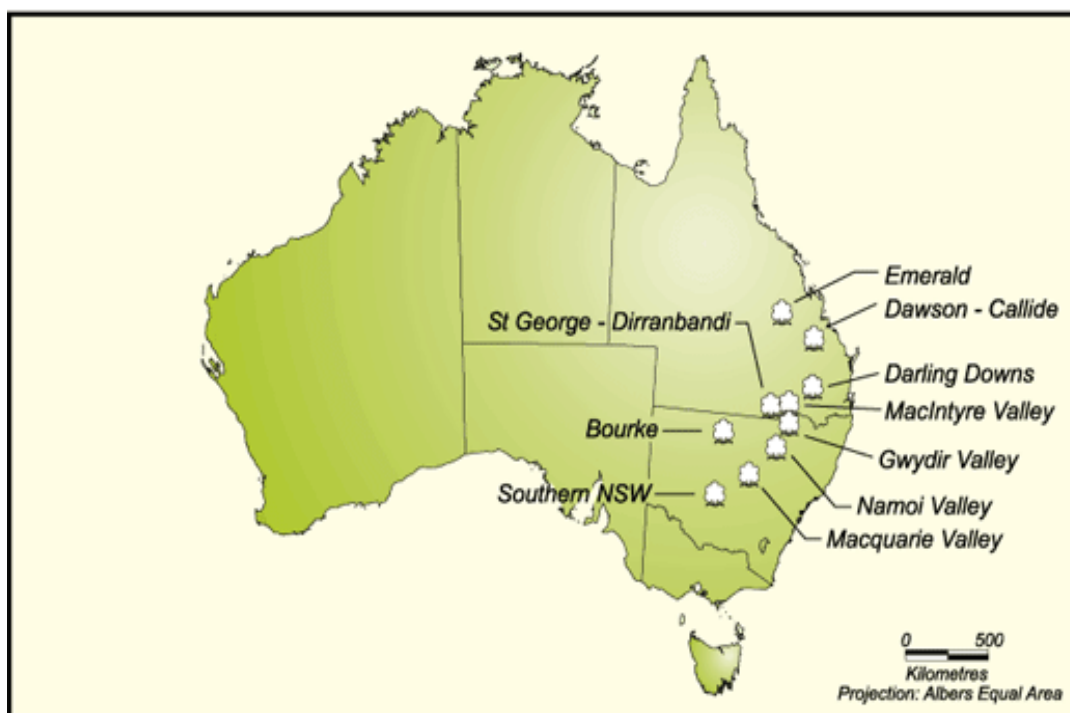 Emerald
Dawson - Callide
St George - Dirranbandi
Darling Downs
MacIntyre Valley
Bourke
Gwydir Valley
Southern NSW
Namoi Valley
Macquarie Valley
0 500
Kilometres
Projection: Albers Equal Area